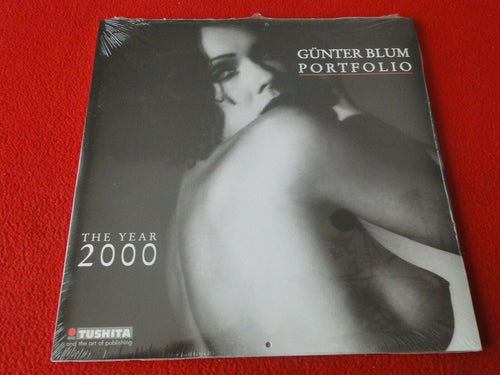 GÜNTER BLUM
PORTFOLIO
THE YEAR
2000
TUSHITA
and the art of publishing